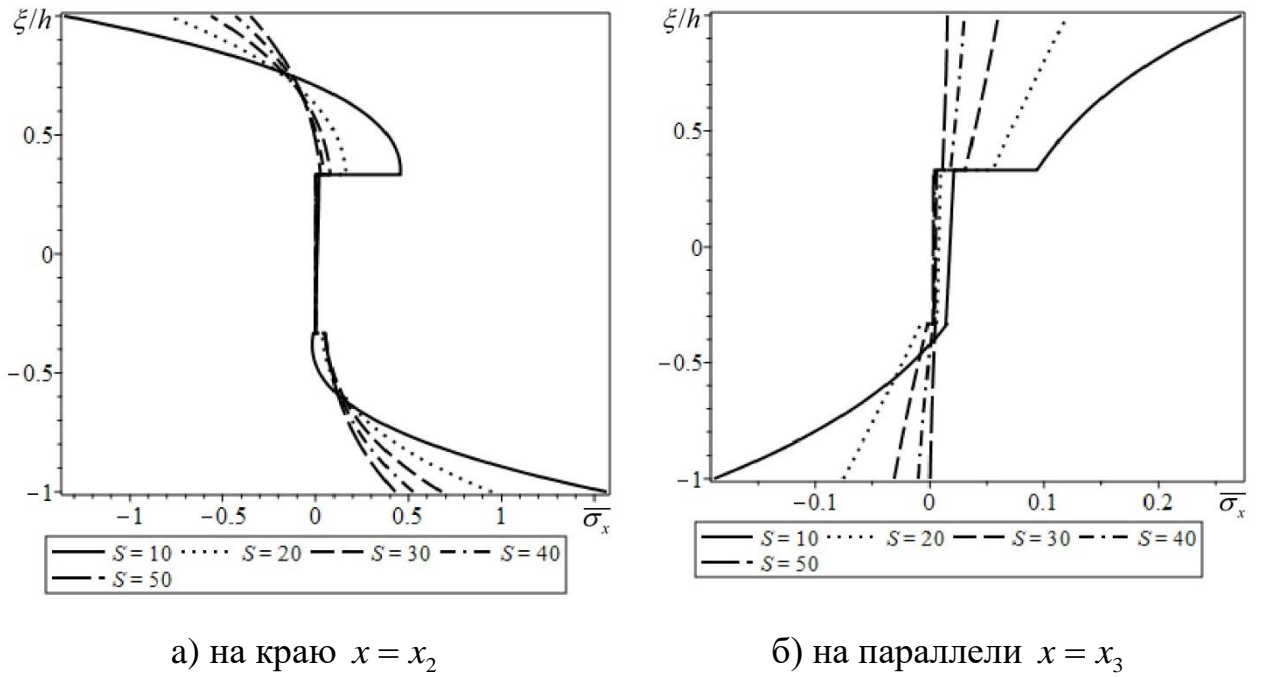 ξ/h
0.5
0
−0.5
−1
−1 −0.5 0 0.5 1 σₓ
S = 10 S = 20 S = 30 S = 40
S = 50
а) на краю x = x₂
ξ/h
0.5
0
−0.5
−1
−0.1 0 0.1 0.2 σₓ
S = 10 S = 20 S = 30 S = 40
S = 50
б) на параллели x = x₃